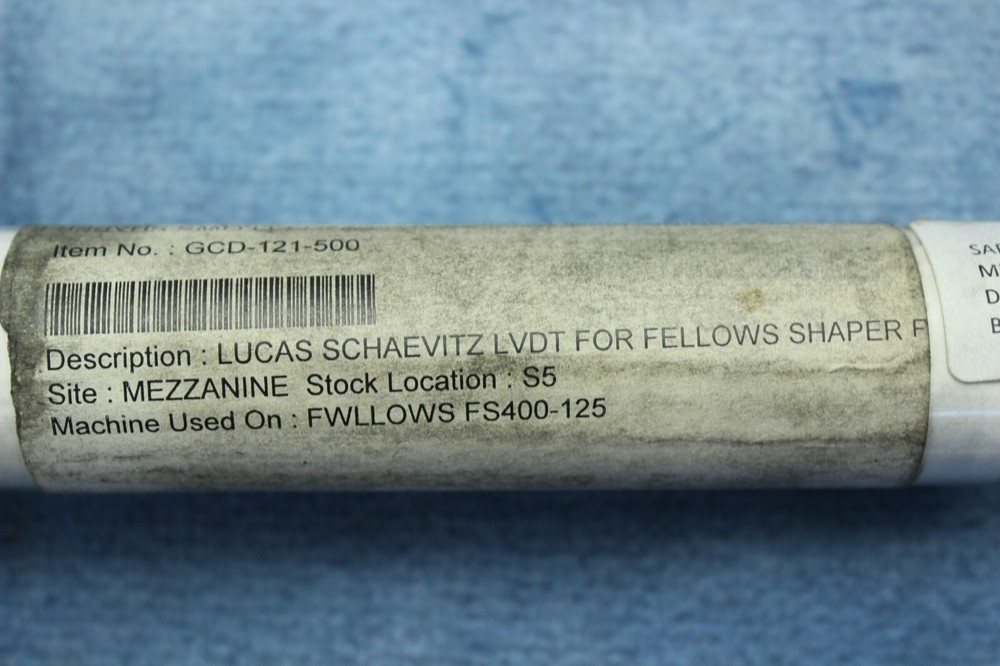 Item No. : GCD-121-500
Description : LUCAS SCHAEVITZ LVDT FOR FELLOWS SHAPER F
Site : MEZZANINE Stock Location : S5
Machine Used On : FWLLOWS FS400-125